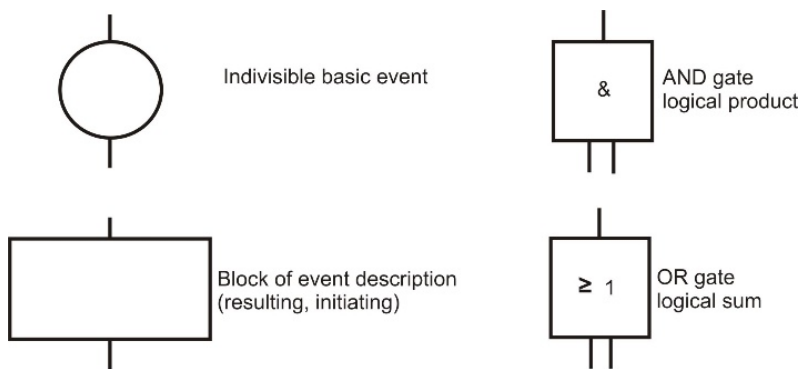 Indivisible basic event
&
AND gate
logical product
Block of event description
(resulting, initiating)
≥ 1
OR gate
logical sum